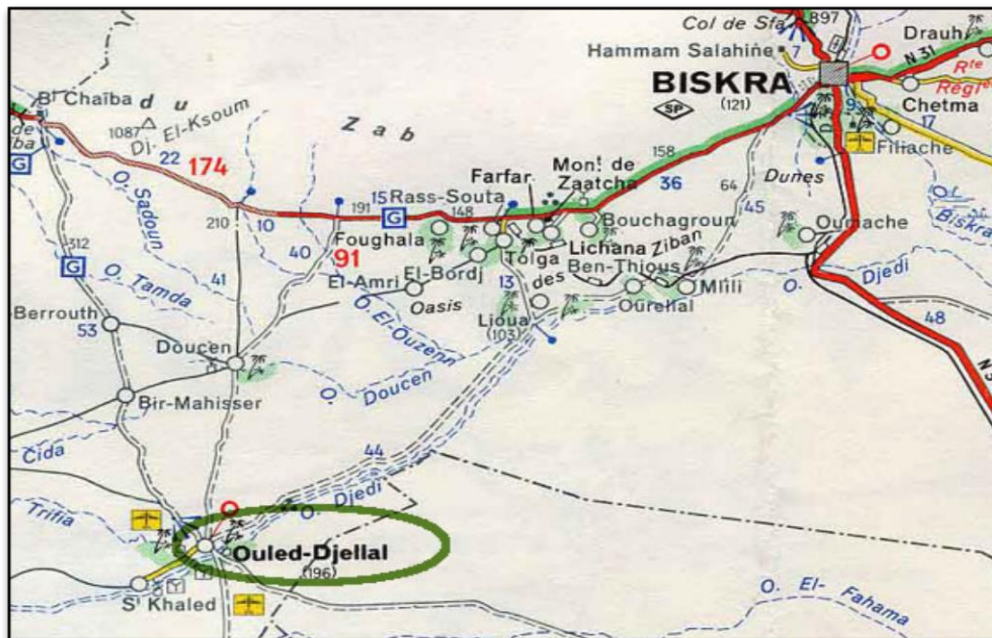 Col de Sfa
897
Drauh
Hammam Salahiñe 7
N 31
Rte
BISKRA
(121)
SP
Chetma
9
17
Filiache
Bt Chaïba
d u
Z a b
1087
Dj. El-Ksoum
22
174
G
158
36
Dunes
64
45
Mont de
Zaatcha
Farfar
15
Rass-Souta
191
G
148
Foughala
91
Bouchagroun
Oumache
O.
Biskra
O. Sadoun
210
10
40
41
312
G
O. Tamda
El-Amri
El-Bordj
Tolga
Lichana
Ziban
des
Ben-Thious
Oasis
13
Ourellal
Mlili
O.
Djedi
48
Berrouth
53
O. El-Ouzenn
Lioua
(103)
Doucen
O. Doucen
Bir-Mahisser
Cida
44
Trifia
O. Djedi
Ouled-Djellal
(196)
St Khaled
O. El-Fahama